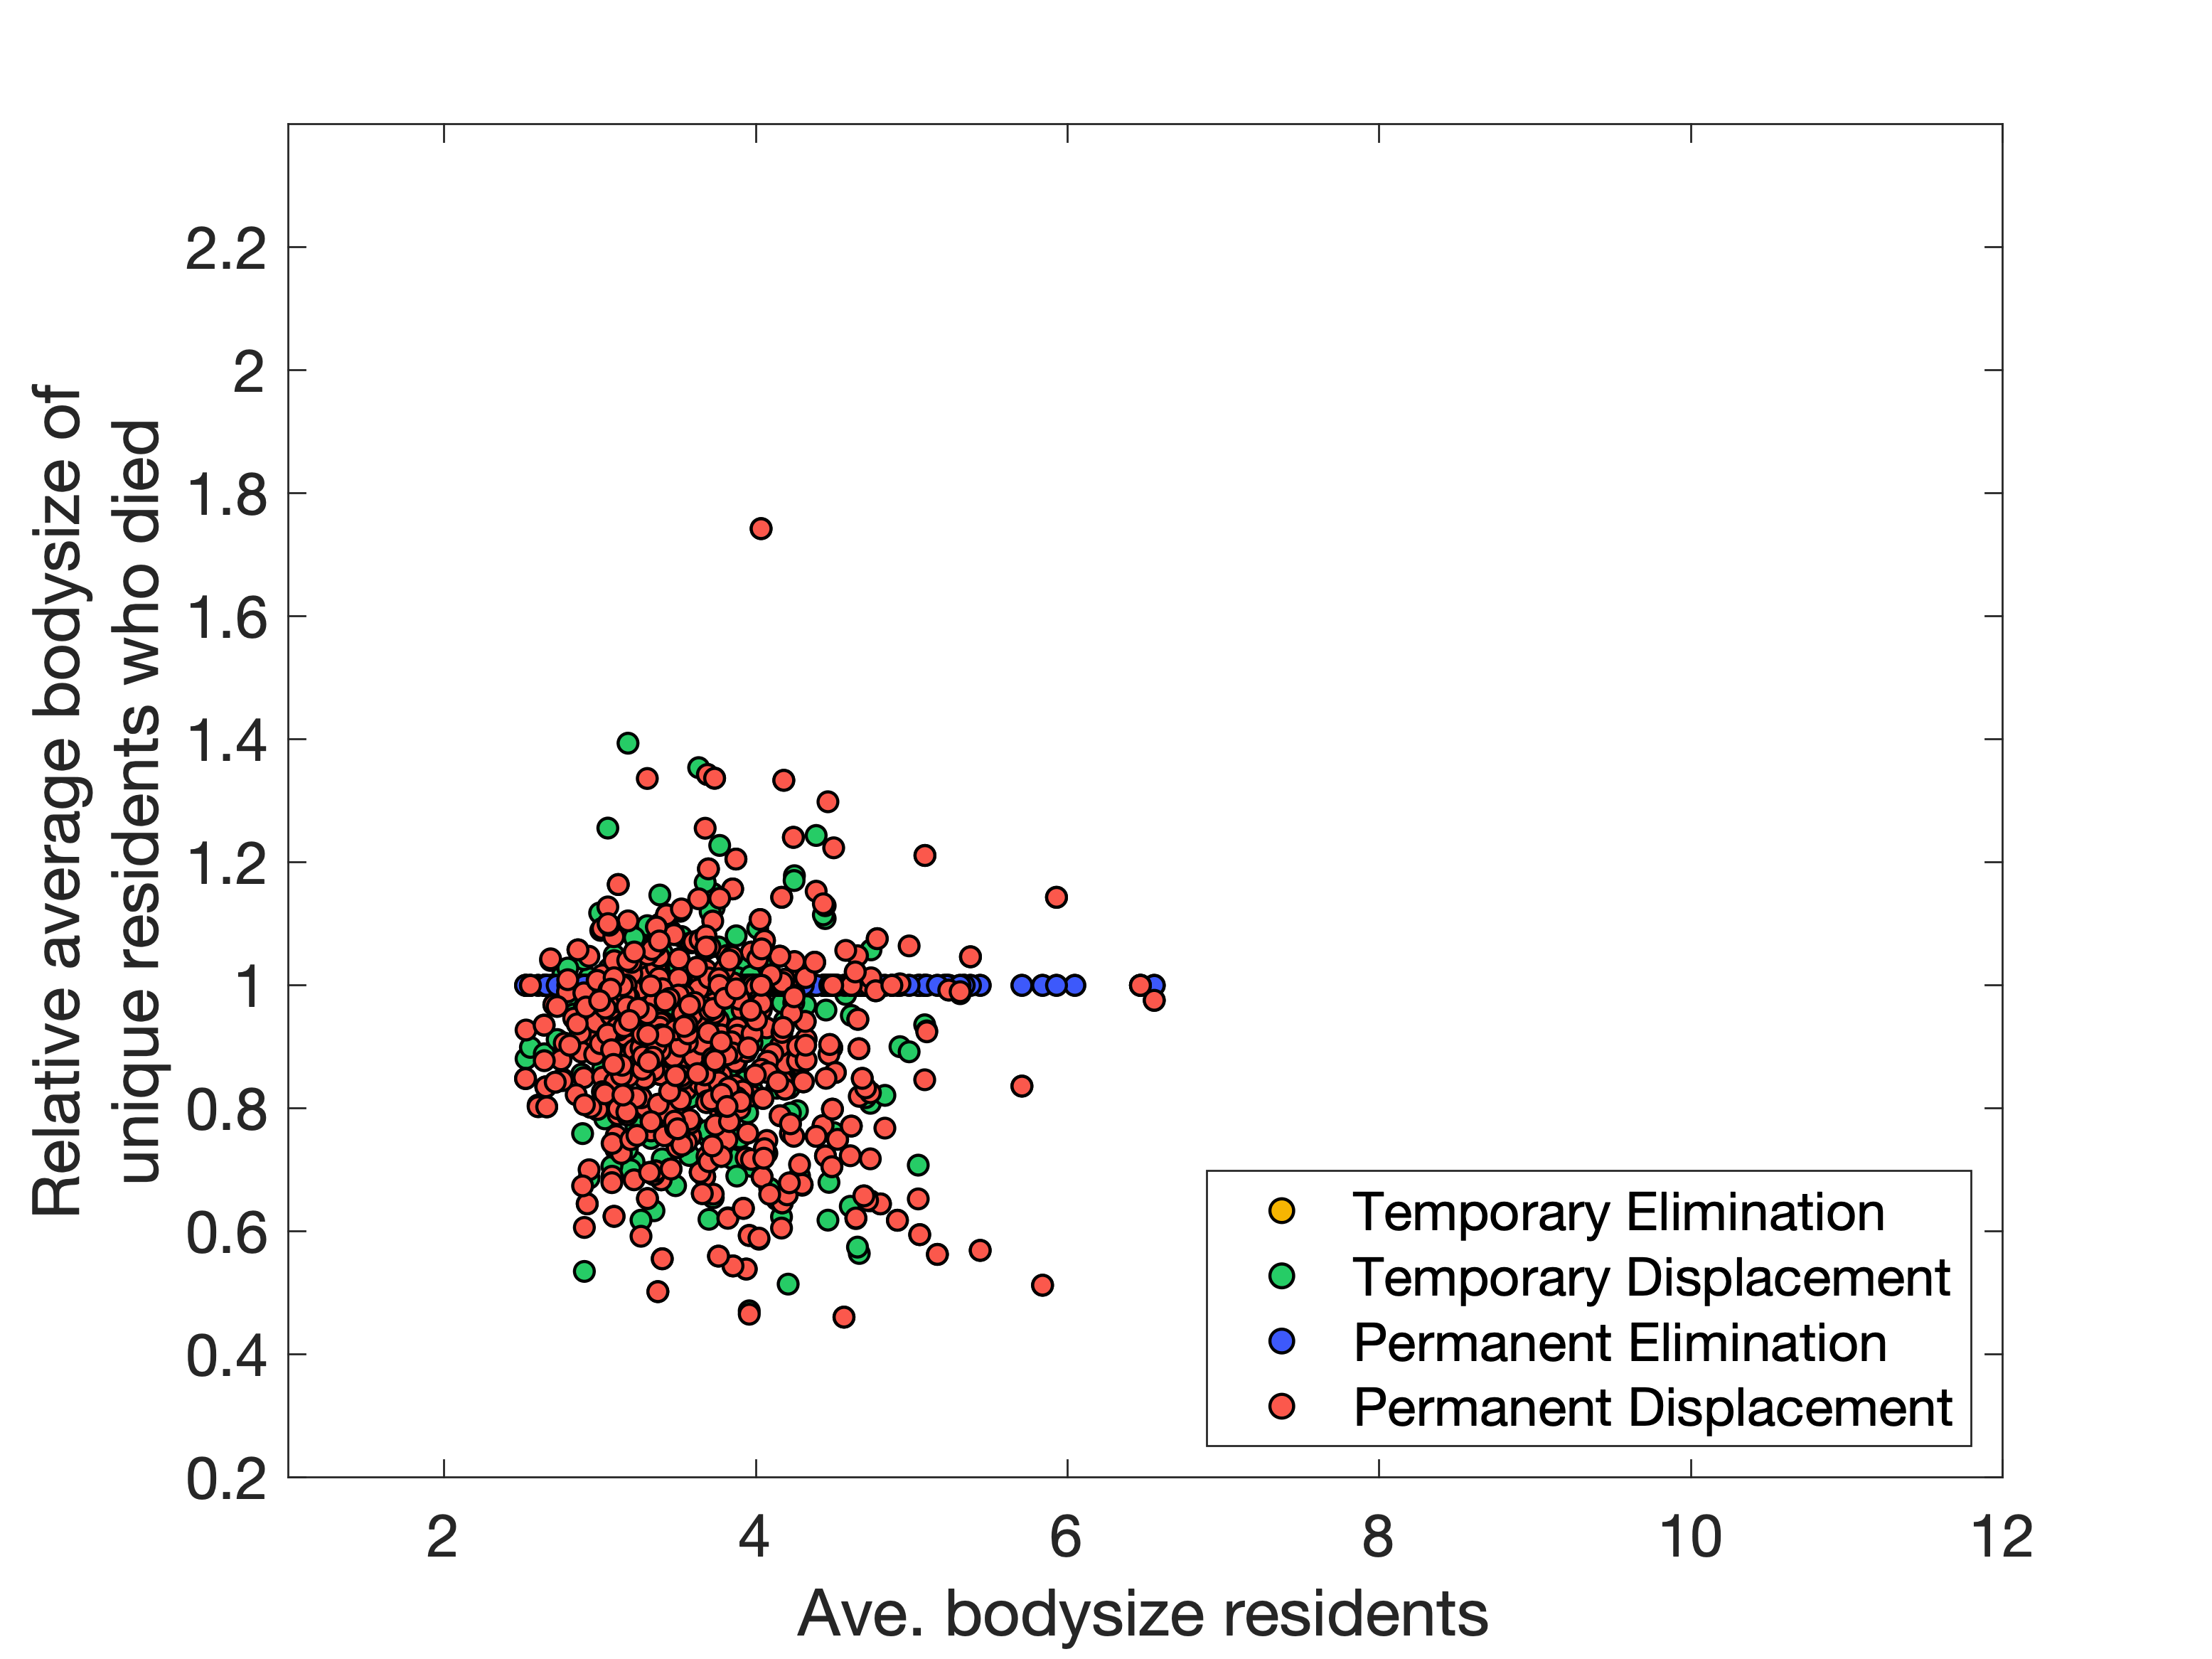 Relative average bodysize of
unique residents who died
2.2
2
1.8
1.6
1.4
1.2
1
0.8
0.6
0.4
0.2
Temporary Elimination
Temporary Displacement
Permanent Elimination
Permanent Displacement
2 4 6 8 10 12
Ave. bodysize residents